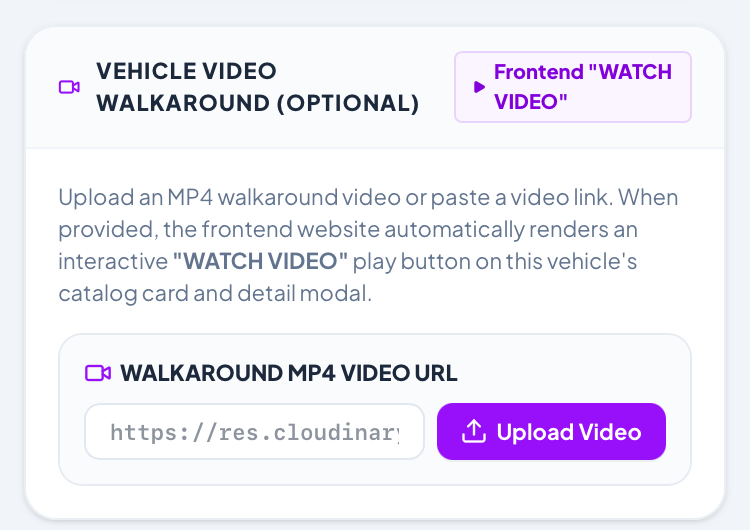 VEHICLE VIDEO
WALKAROUND (OPTIONAL)
Frontend "WATCH
VIDEO"
Upload an MP4 walkaround video or paste a video link. When
provided, the frontend website automatically renders an
interactive "WATCH VIDEO" play button on this vehicle's
catalog card and detail modal.
WALKAROUND MP4 VIDEO URL
https://res.cloudinary
Upload Video